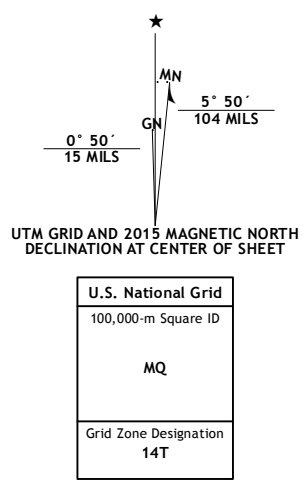 MN
GN
5° 50´
104 MILS
0° 50´
15 MILS
UTM GRID AND 2015 MAGNETIC NORTH
DECLINATION AT CENTER OF SHEET
U.S. National Grid
100,000-m Square ID
MQ
Grid Zone Designation
14T